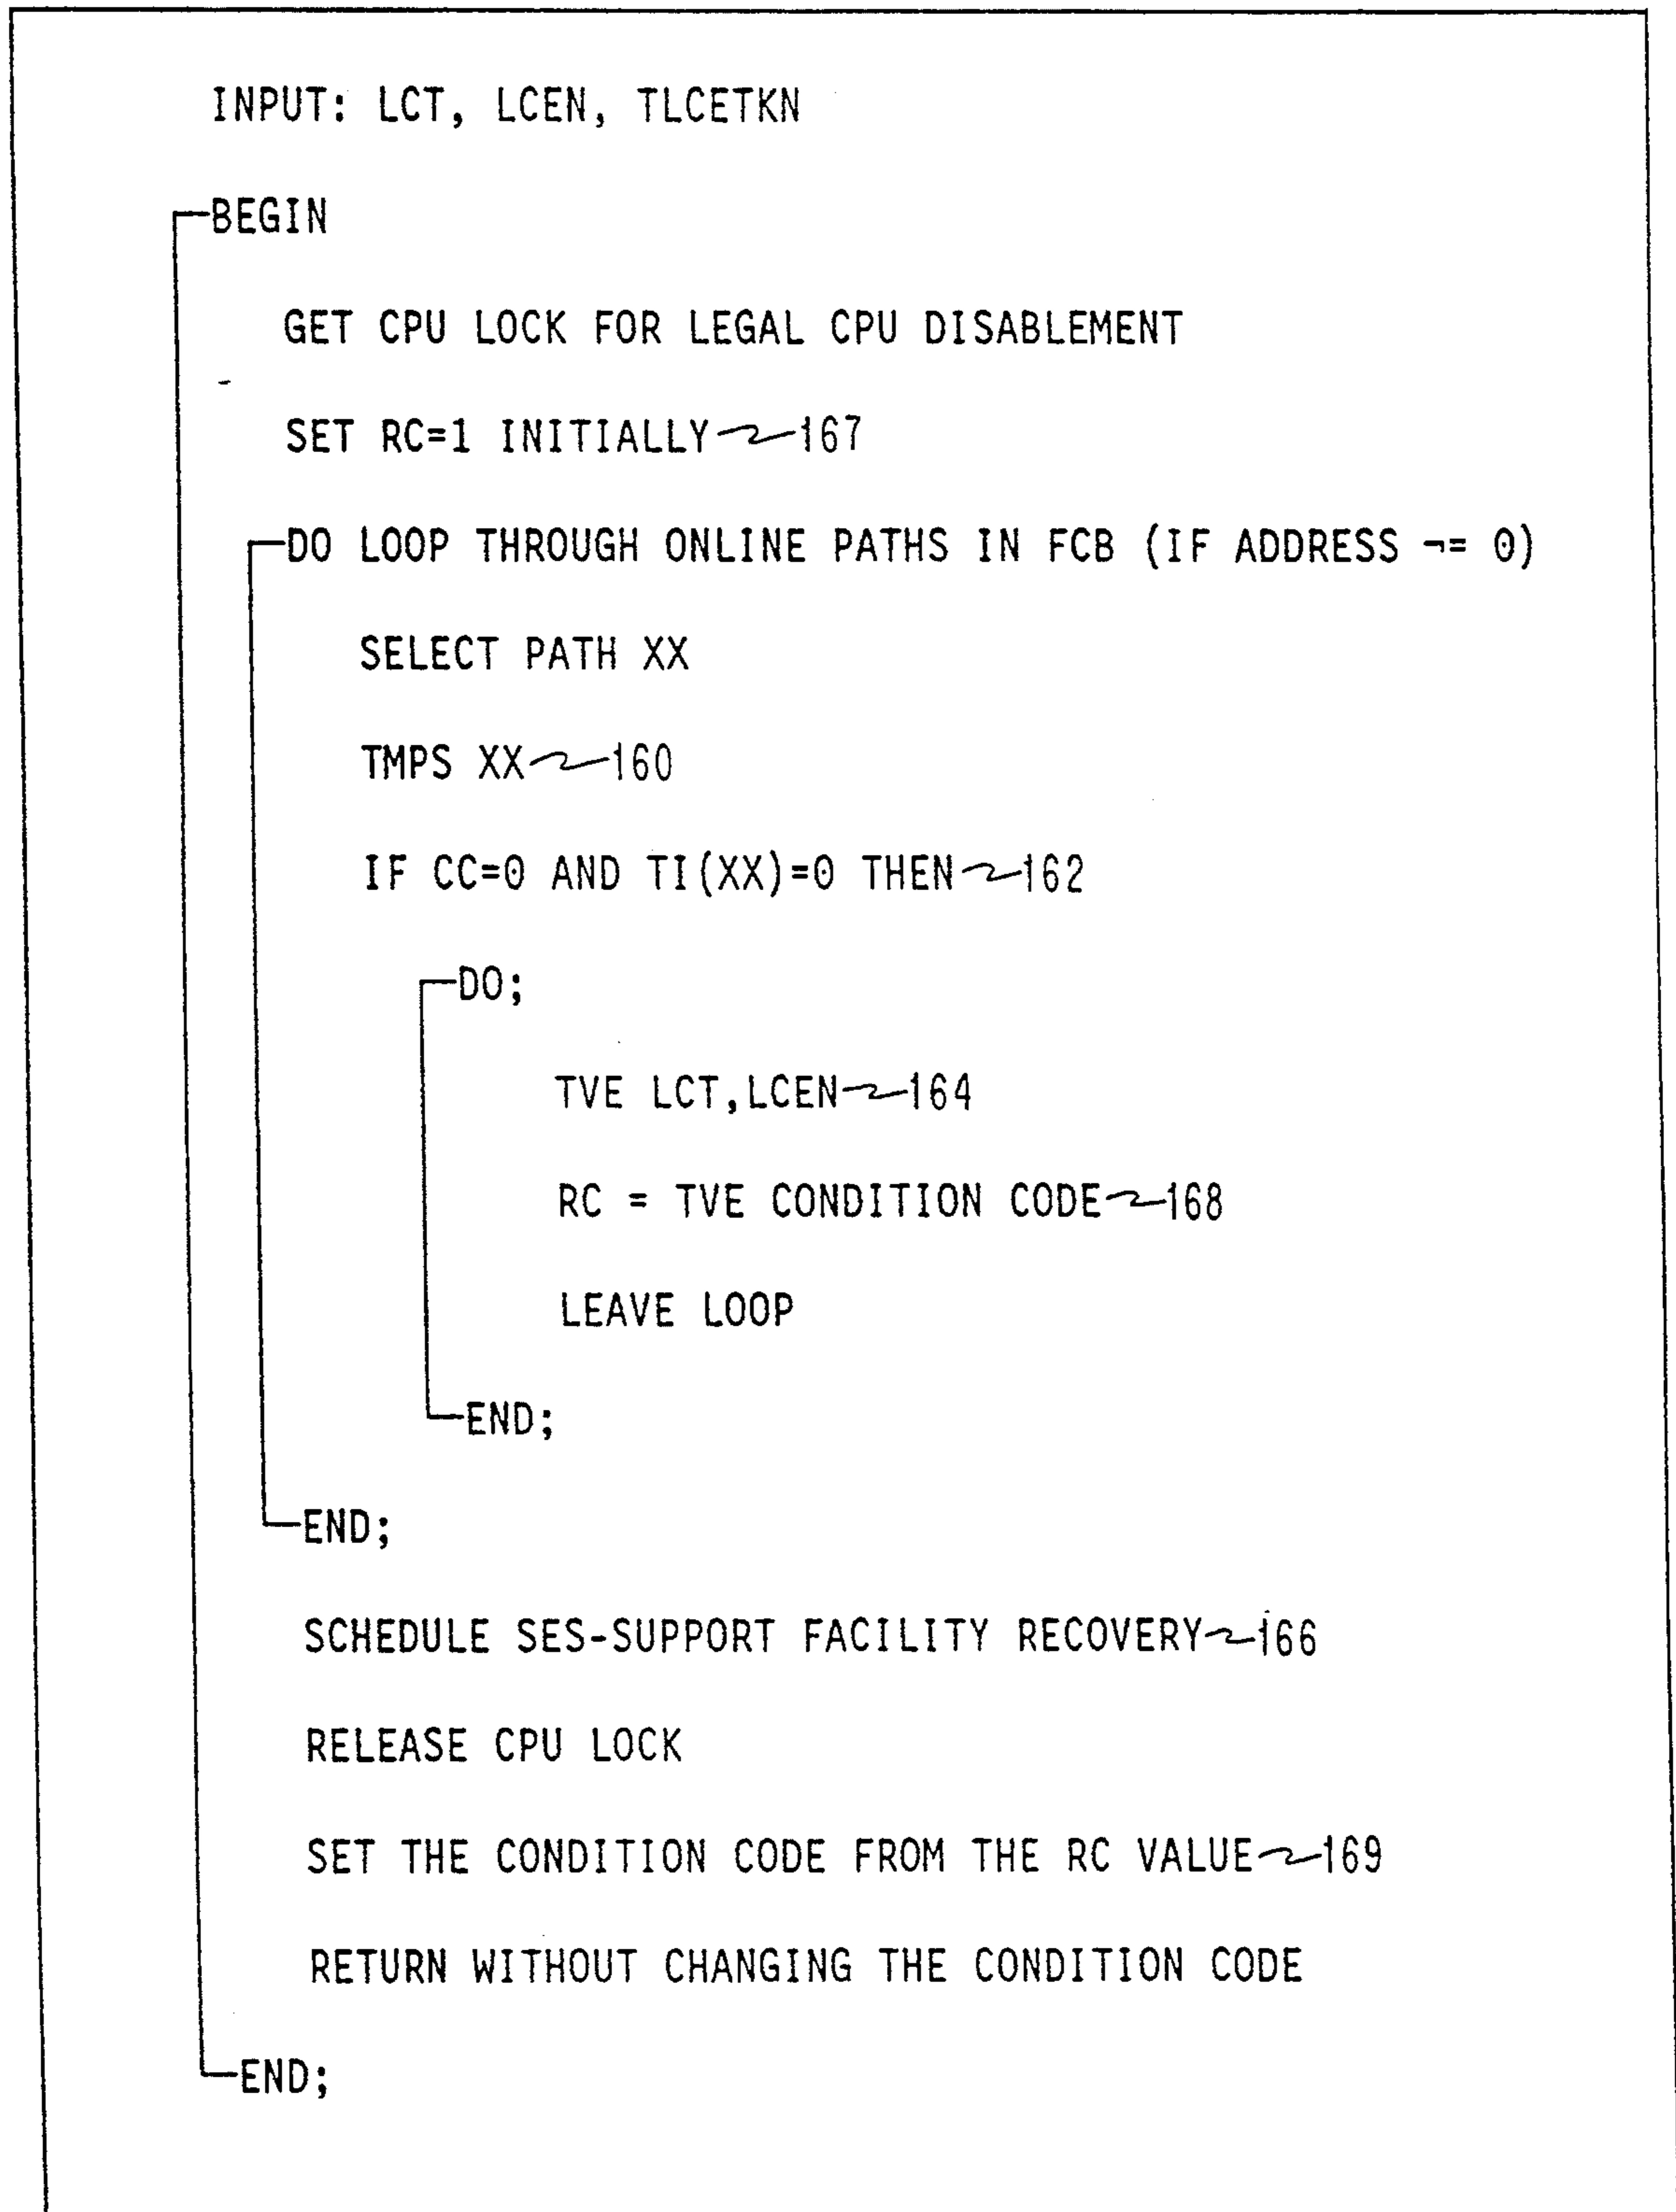 INPUT: LCT, LCEN, TLCETKN
BEGIN
GET CPU LOCK FOR LEGAL CPU DISABLEMENT
SET RC=1 INITIALLY 167
DO LOOP THROUGH ONLINE PATHS IN FCB (IF ADDRESS ¬= 0)
SELECT PATH XX
TMPS XX 160
IF CC=0 AND TI(XX)=0 THEN 162
DO;
TVE LCT,LCEN 164
RC = TVE CONDITION CODE 168
LEAVE LOOP
END;
END;
SCHEDULE SES-SUPPORT FACILITY RECOVERY 166
RELEASE CPU LOCK
SET THE CONDITION CODE FROM THE RC VALUE 169
RETURN WITHOUT CHANGING THE CONDITION CODE
END;